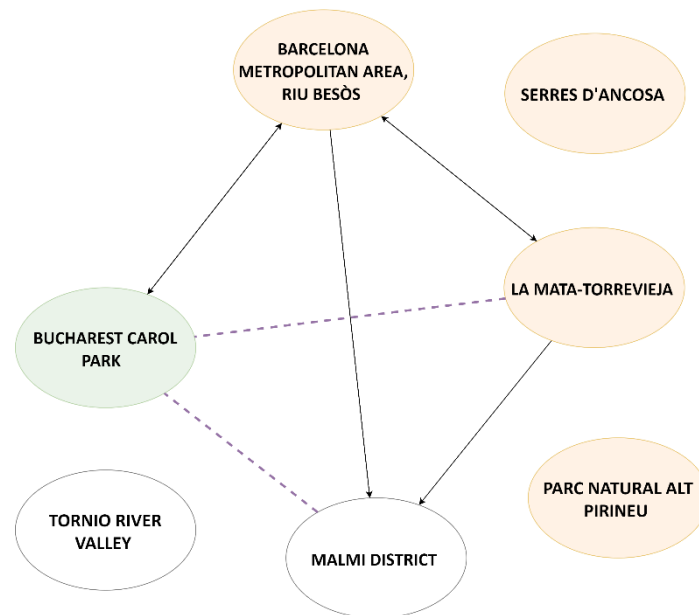 BARCELONA
METROPOLITAN AREA,
RIU BESÒS
SERRES D'ANCOSA
LA MATA-TORREVIEJA
BUCHAREST CAROL
PARK
PARC NATURAL ALT
PIRINEU
TORNIO RIVER
VALLEY
MALMI DISTRICT